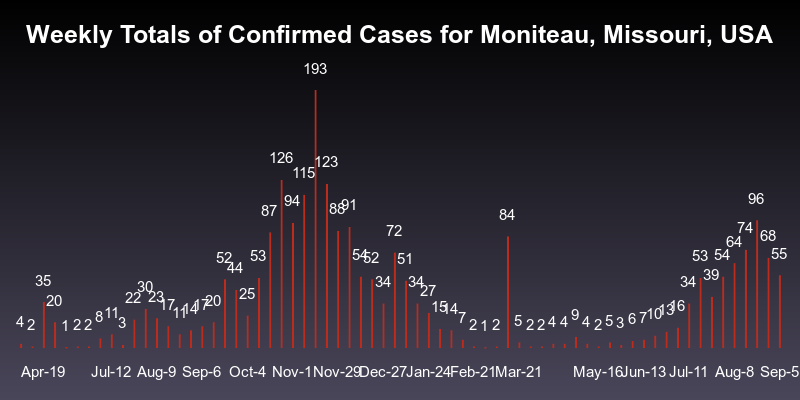 Weekly Totals of Confirmed Cases for Moniteau, Missouri, USA
4 2 35 20 1 2 2 8 11 3 22 30 23 17 11 14 17 20 52 44 25 53 87 126 94 115 193 123 88 91 54 52 34 72 51 34 27 15 14 7 2 1 2 84 5 2 2 4 4 9 4 2 5 3 6 7 10 13 16 34 53 39 54 64 74 96 68 55
Apr-19 Jul-12 Aug-9 Sep-6 Oct-4 Nov-1 Nov-29 Dec-27 Jan-24 Feb-21 Mar-21 May-16 Jun-13 Jul-11 Aug-8 Sep-5